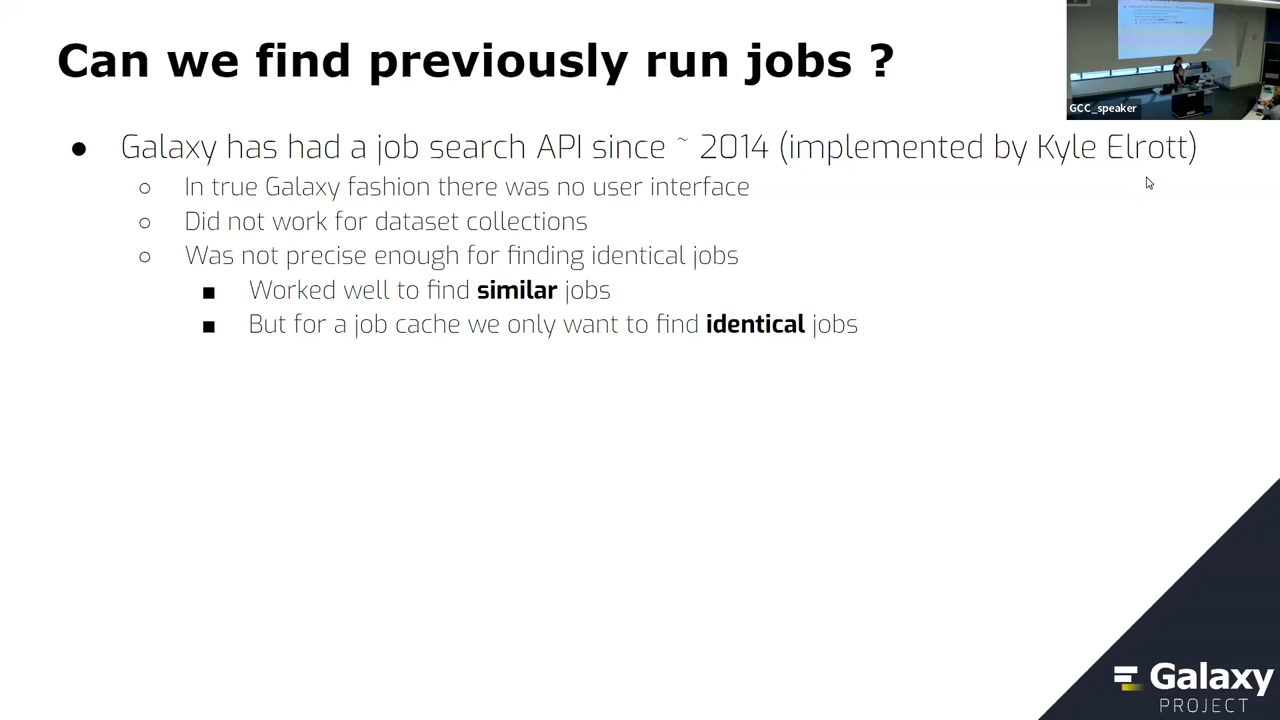 Can we find previously run jobs ?
GCC_speaker
● Galaxy has had a job search API since ~ 2014 (implemented by Kyle Elrott)
○ In true Galaxy fashion there was no user interface
○ Did not work for dataset collections
○ Was not precise enough for finding identical jobs
■ Worked well to find similar jobs
■ But for a job cache we only want to find identical jobs
Galaxy
PROJECT